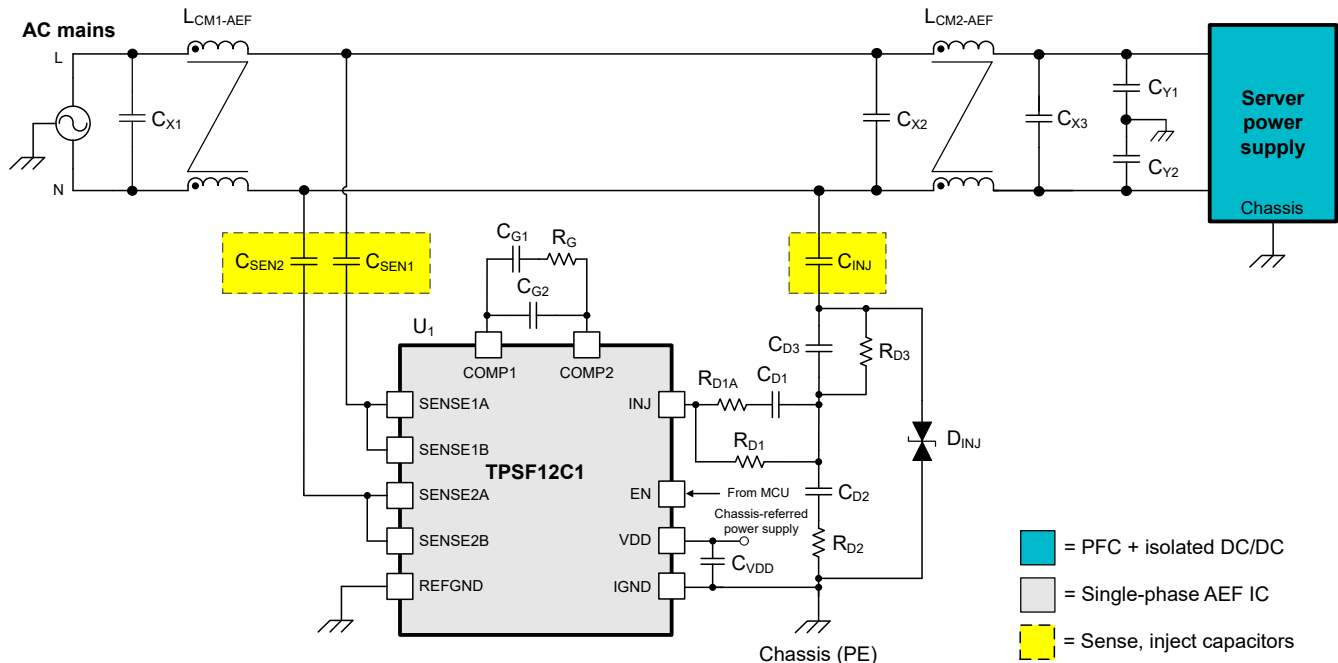 LCM1-AEF
LCM2-AEF
AC mains
L
N
CX1
CX2
CX3
CY1
CY2
Server
power
supply
Chassis
CSEN2
CSEN1
CG1
RG
CG2
CINJ
U1
COMP1
COMP2
CD3
RD3
SENSE1A
SENSE1B
SENSE2A
SENSE2B
REFGND
TPSF12C1
INJ
EN
VDD
IGND
RD1A
CD1
RD1
DINJ
From MCU
CD2
Chassis-referred
power supply
RD2
CVDD
Chassis (PE)
= PFC + isolated DC/DC
= Single-phase AEF IC
= Sense, inject capacitors